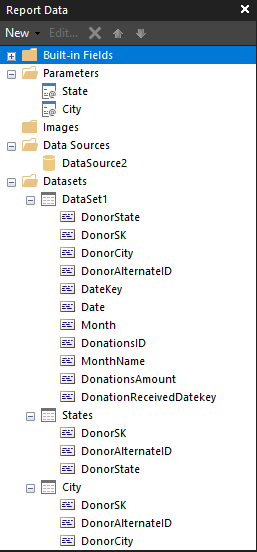 Report Data
New Edit...
Built-in Fields
Parameters
State
City
Images
Data Sources
DataSource2
Datasets
DataSet1
DonorState
DonorSK
DonorCity
DonorAlternateID
DateKey
Date
Month
DonationsID
MonthName
DonationsAmount
DonationReceivedDatekey
States
DonorSK
DonorAlternateID
DonorState
City
DonorSK
DonorAlternateID
DonorCity